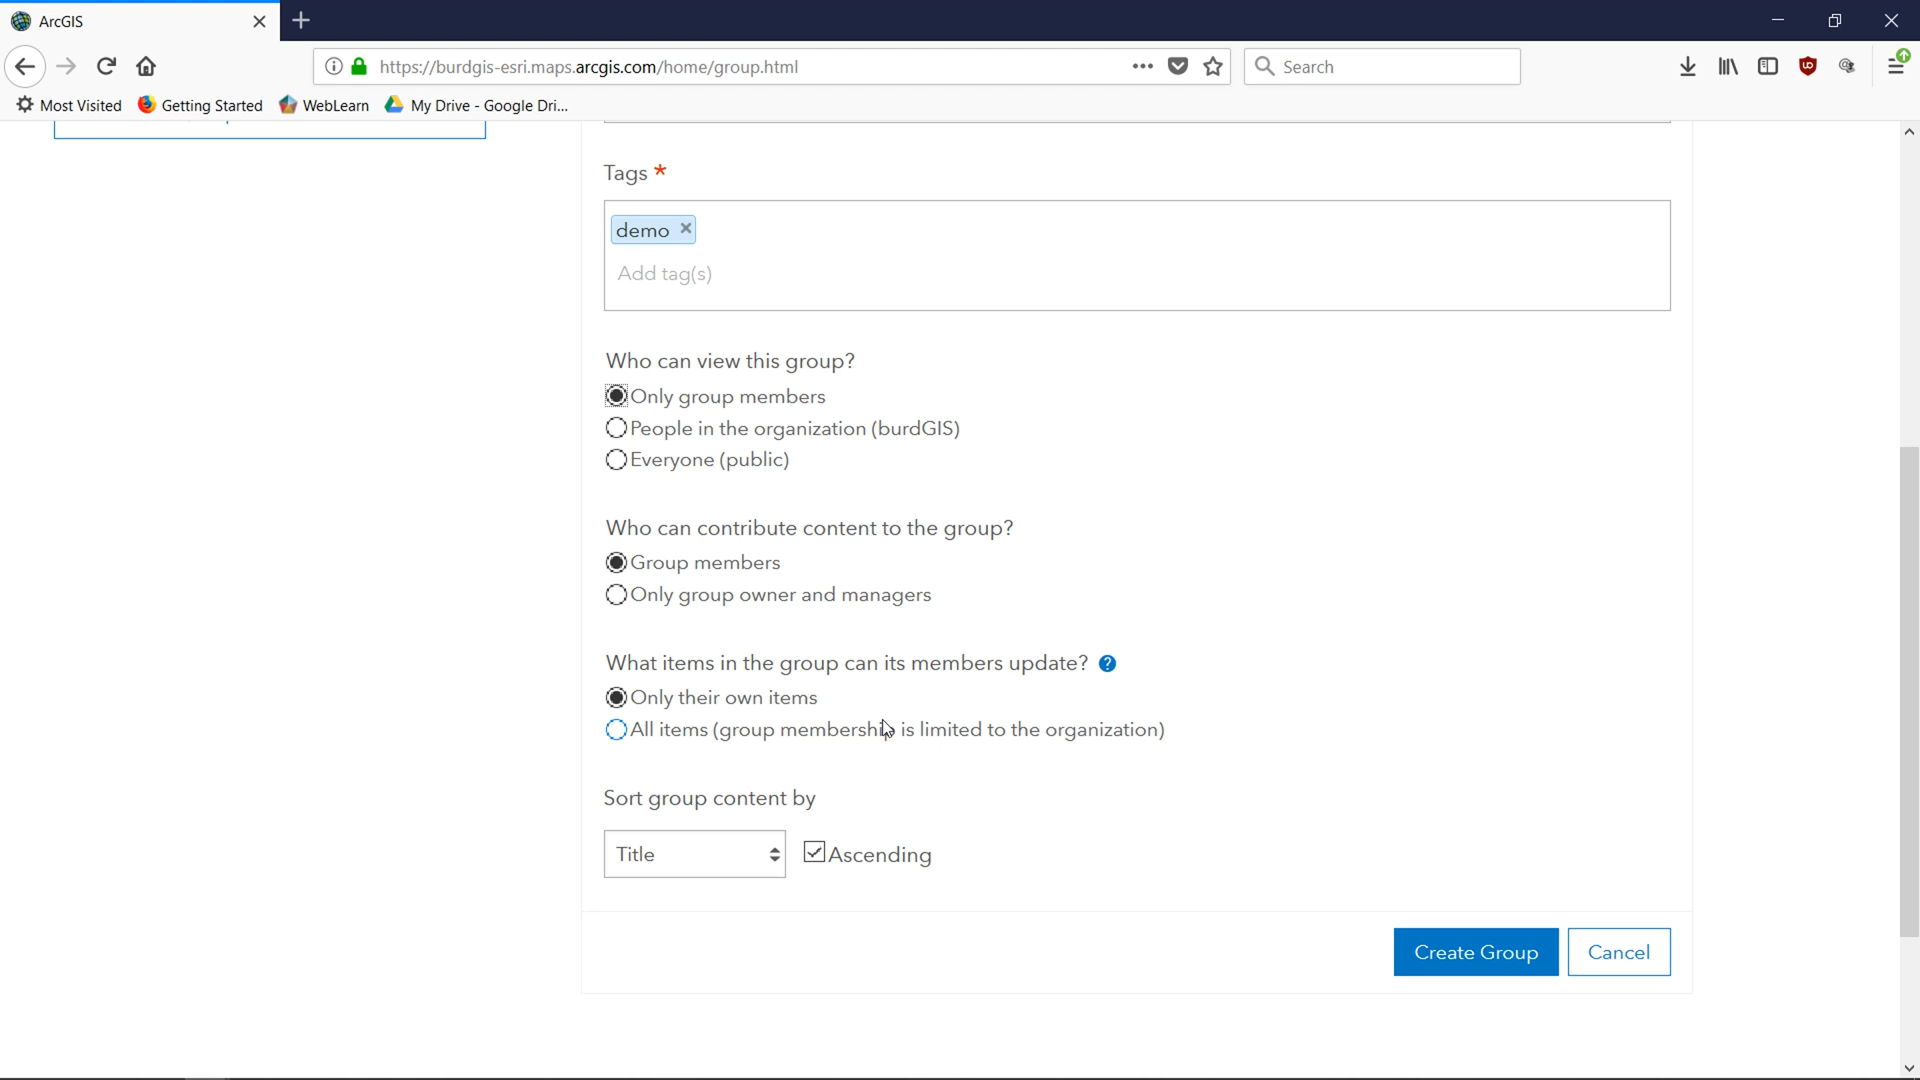 ArcGIS
https://burdgis-esri.maps.arcgis.com/home/group.html
Search
Most Visited
Getting Started
WebLearn
My Drive - Google Dri...
Tags *
demo
Add tag(s)
Who can view this group?
Only group members
People in the organization (burdGIS)
Everyone (public)
Who can contribute content to the group?
Group members
Only group owner and managers
What items in the group can its members update? ?
Only their own items
All items (group membership is limited to the organization)
Sort group content by
Title
Ascending
Create Group
Cancel